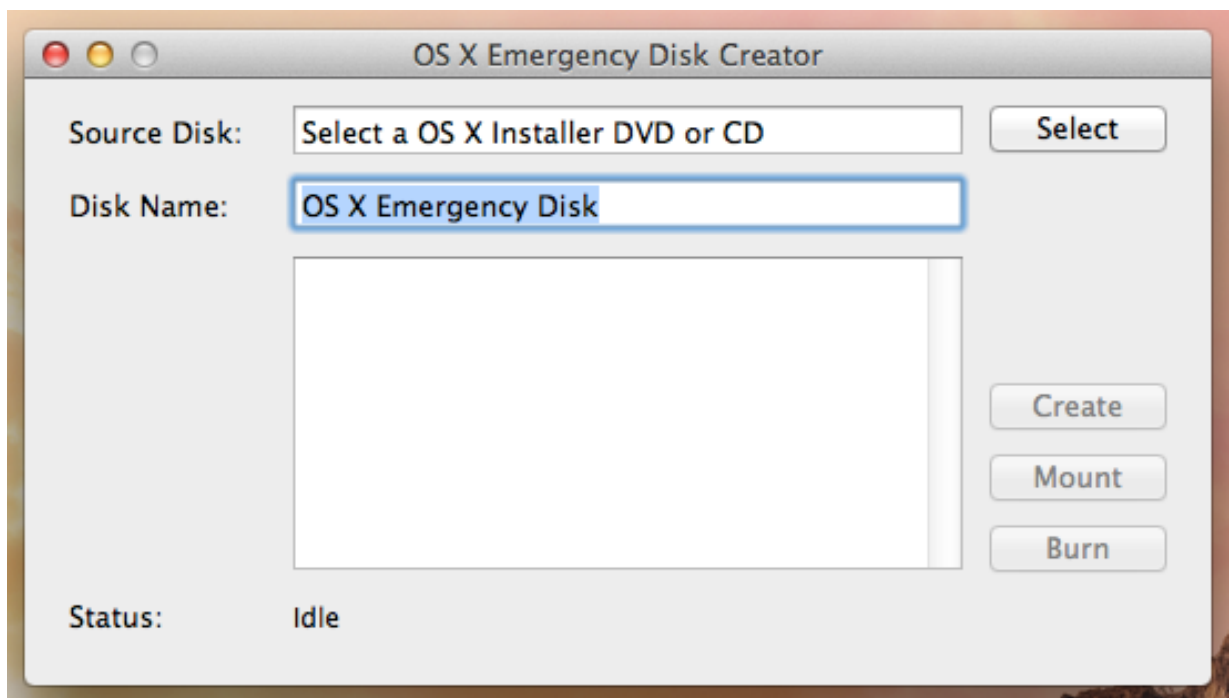 OS X Emergency Disk Creator
Source Disk: Select a OS X Installer DVD or CD Select
Disk Name: OS X Emergency Disk
Create
Mount
Burn
Status: Idle